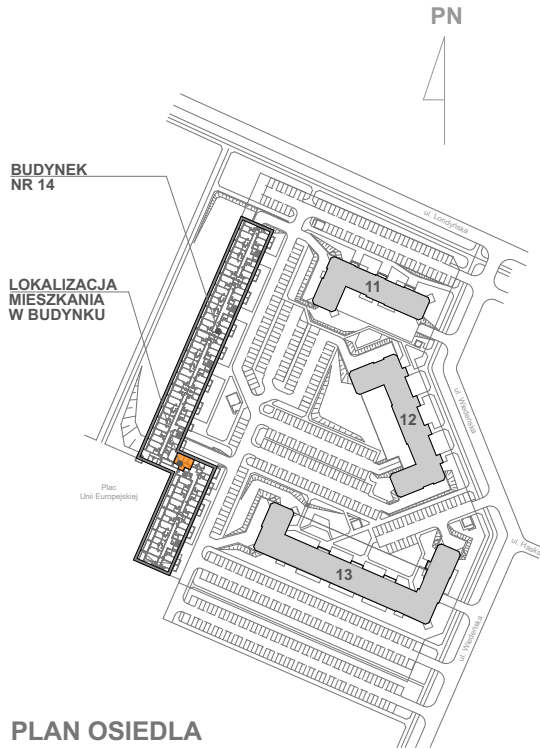 PN
BUDYNEK
NR 14
ul. Londyńska
LOKALIZACJA
MIESZKANIA
W BUDYNKU
11
12
ul. Wiedeńska
Plac
Unii Europejskiej
13
ul. Haska
ul. Wiedeńska
PLAN OSIEDLA